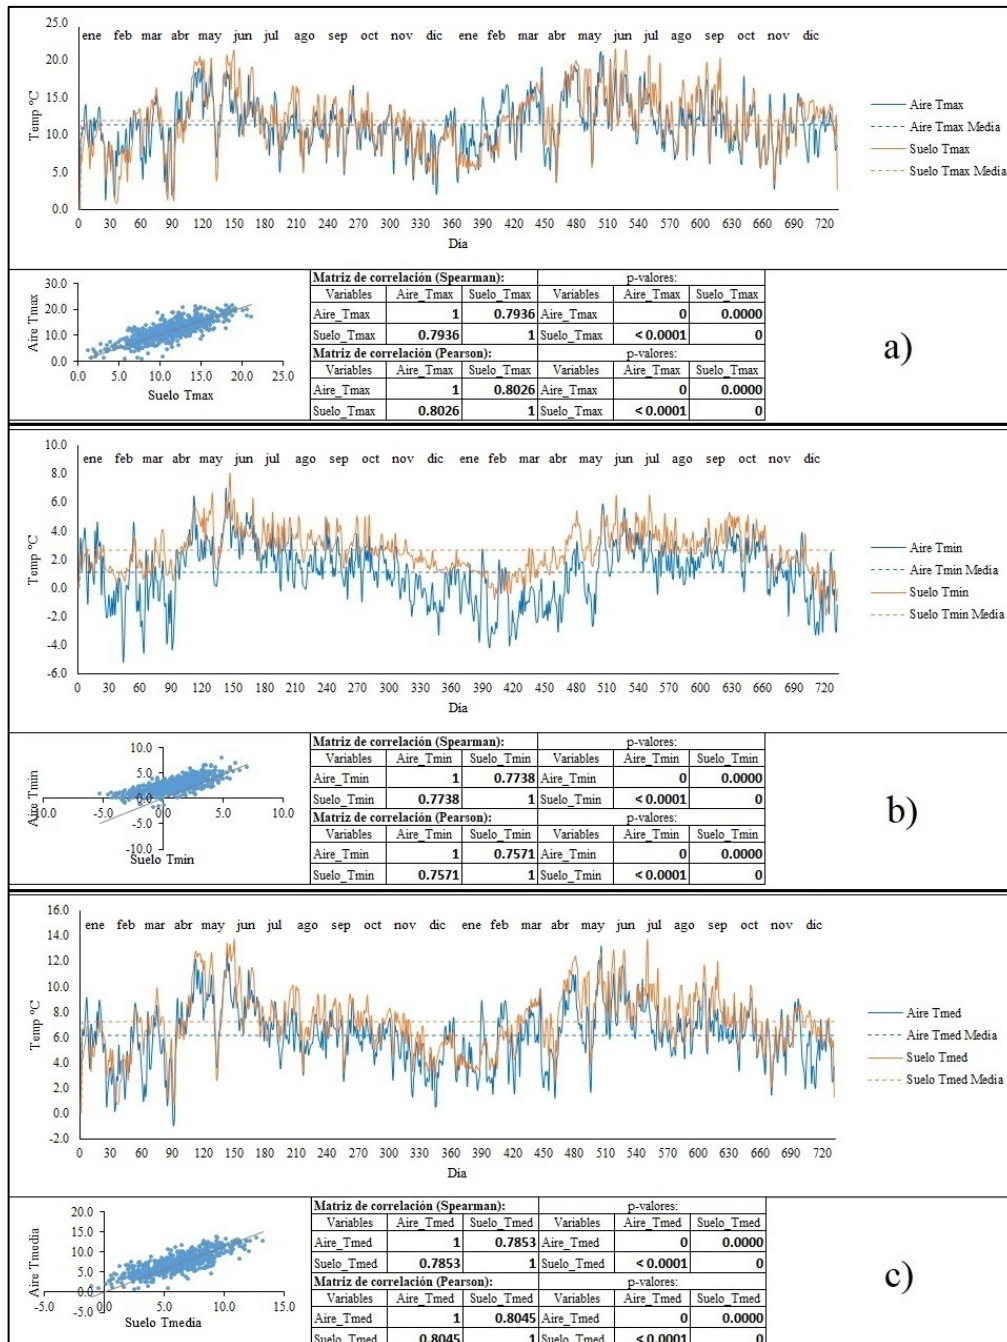 25.0
ene feb mar abr may jun jul ago sep oct nov dic ene feb mar abr may jun jul ago sep oct nov dic
20.0
15.0
10.0
5.0
0.0
Temp °C
0 30 60 90 120 150 180 210 240 270 300 330 360 390 420 450 480 510 540 570 600 630 660 690 720
Dia
Aire Tmax
Aire Tmax Media
Suelo Tmax
Suelo Tmax Media
30.0
20.0
10.0
0.0
Aire Tmax
0.0 5.0 10.0 15.0 20.0 25.0
Suelo Tmax
Matriz de correlación (Spearman): p-valores:
Variables Aire_Tmax Suelo_Tmax Variables Aire_Tmax Suelo_Tmax
Aire_Tmax 1 0.7936 Aire_Tmax 0 0.0000
Suelo_Tmax 0.7936 1 Suelo_Tmax < 0.0001 0
Matriz de correlación (Pearson): p-valores:
Variables Aire_Tmax Suelo_Tmax Variables Aire_Tmax Suelo_Tmax
Aire_Tmax 1 0.8026 Aire_Tmax 0 0.0000
Suelo_Tmax 0.8026 1 Suelo_Tmax < 0.0001 0
a)
10.0
ene feb mar abr may jun jul ago sep oct nov dic ene feb mar abr may jun jul ago sep oct nov dic
8.0
6.0
4.0
2.0
0.0
-2.0
-4.0
-6.0
Temp °C
0 30 60 90 120 150 180 210 240 270 300 330 360 390 420 450 480 510 540 570 600 630 660 690 720
Dia
Aire Tmin
Aire Tmin Media
Suelo Tmin
Suelo Tmin Media
10.0
5.0
0.0
-5.0
-10.0
Aire Tmin
-10.0 0.0 10.0
Suelo Tmin
Matriz de correlación (Spearman): p-valores:
Variables Aire_Tmin Suelo_Tmin Variables Aire_Tmin Suelo_Tmin
Aire_Tmin 1 0.7738 Aire_Tmin 0 0.0000
Suelo_Tmin 0.7738 1 Suelo_Tmin < 0.0001 0
Matriz de correlación (Pearson): p-valores:
Variables Aire_Tmin Suelo_Tmin Variables Aire_Tmin Suelo_Tmin
Aire_Tmin 1 0.7571 Aire_Tmin 0 0.0000
Suelo_Tmin 0.7571 1 Suelo_Tmin < 0.0001 0
b)
16.0
14.0
ene feb mar abr may jun jul ago sep oct nov dic ene feb mar abr may jun jul ago sep oct nov dic
12.0
10.0
8.0
6.0
4.0
2.0
0.0
-2.0
Temp °C
0 30 60 90 120 150 180 210 240 270 300 330 360 390 420 450 480 510 540 570 600 630 660 690 720
Dia
Aire Tmed
Aire Tmed Media
Suelo Tmed
Suelo Tmed Media
20.0
15.0
10.0
5.0
0.0
-5.0
Aire Tmedia
-5.0 0.0 5.0 10.0 15.0
Suelo Tmedia
Matriz de correlación (Spearman): p-valores:
Variables Aire_Tmed Suelo_Tmed Variables Aire_Tmed Suelo_Tmed
Aire_Tmed 1 0.7853 Aire_Tmed 0 0.0000
Suelo_Tmed 0.7853 1 Suelo_Tmed < 0.0001 0
Matriz de correlación (Pearson): p-valores:
Variables Aire_Tmed Suelo_Tmed Variables Aire_Tmed Suelo_Tmed
Aire_Tmed 1 0.8045 Aire_Tmed 0 0.0000
Suelo_Tmed 0.8045 1 Suelo_Tmed < 0.0001 0
c)